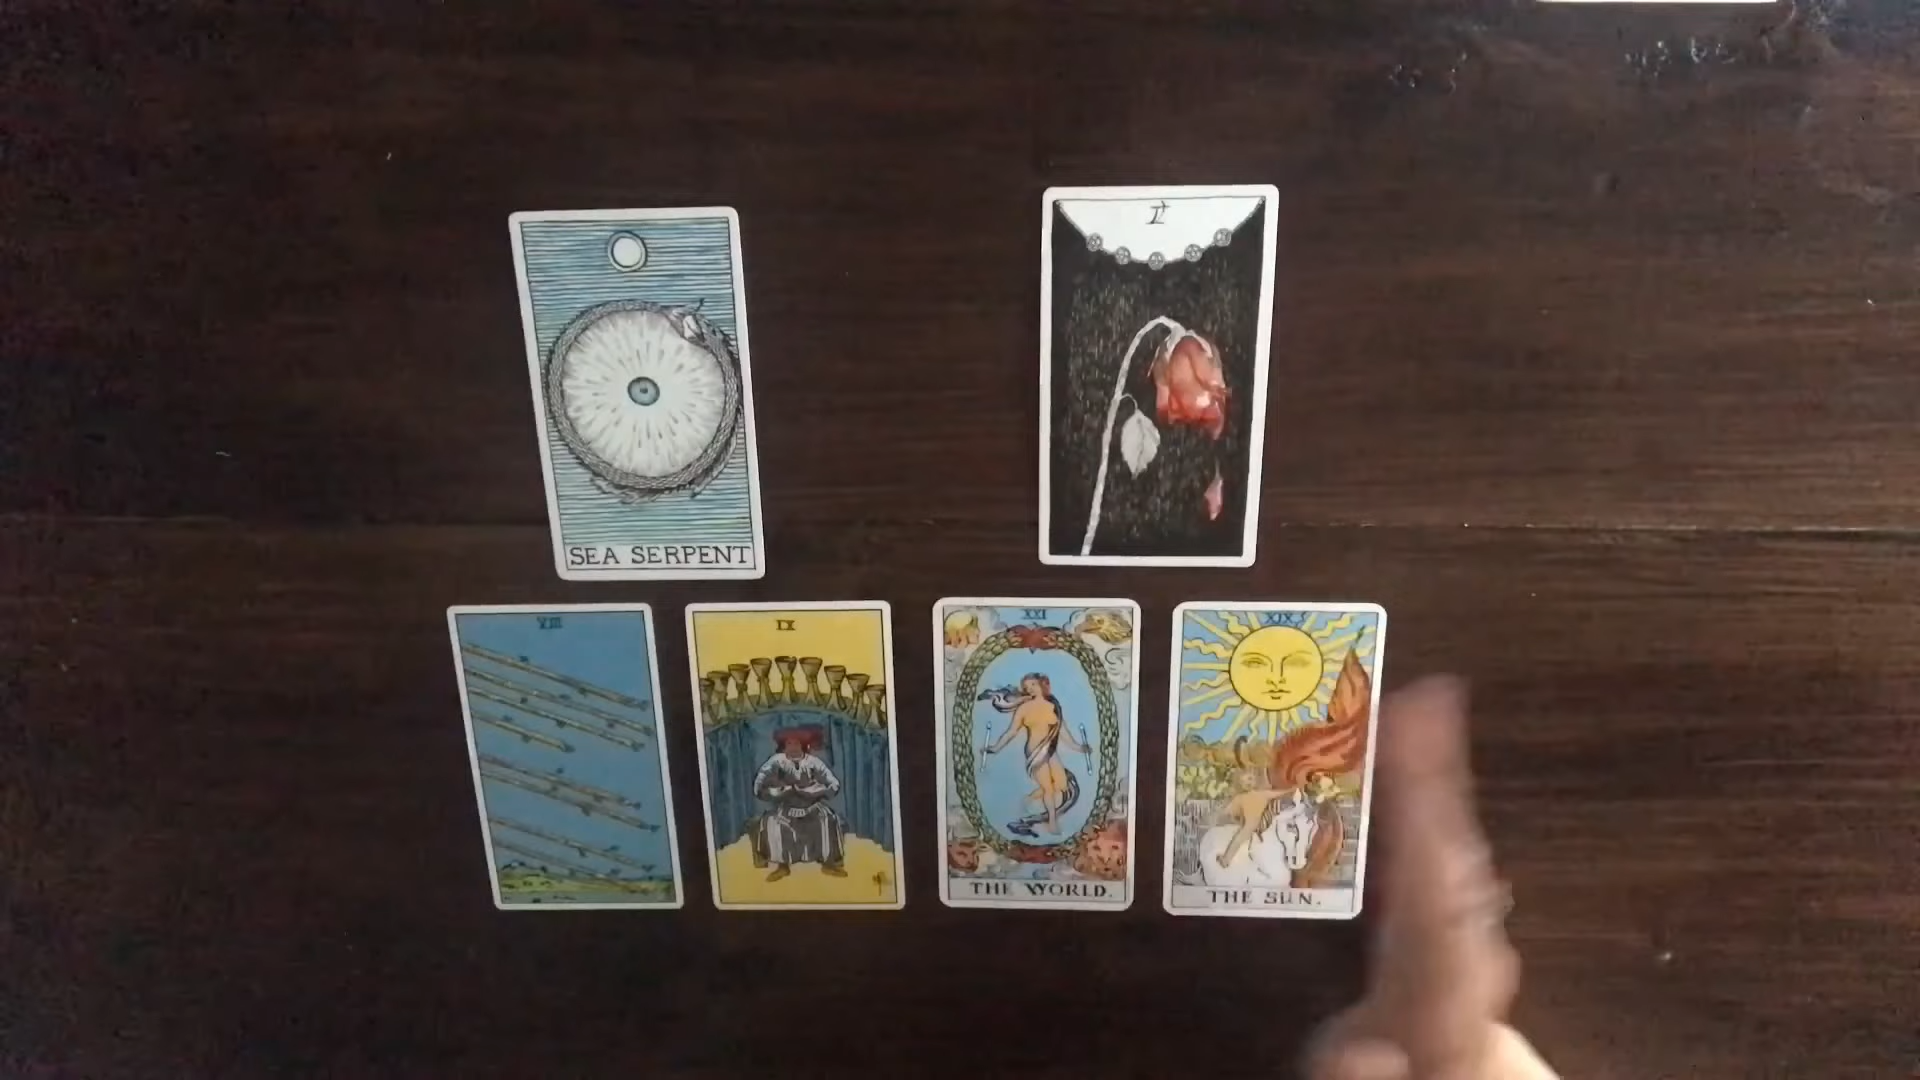 SEA SERPENT
VIII
IX
XXI
THE WORLD.
XIX
THE SUN.